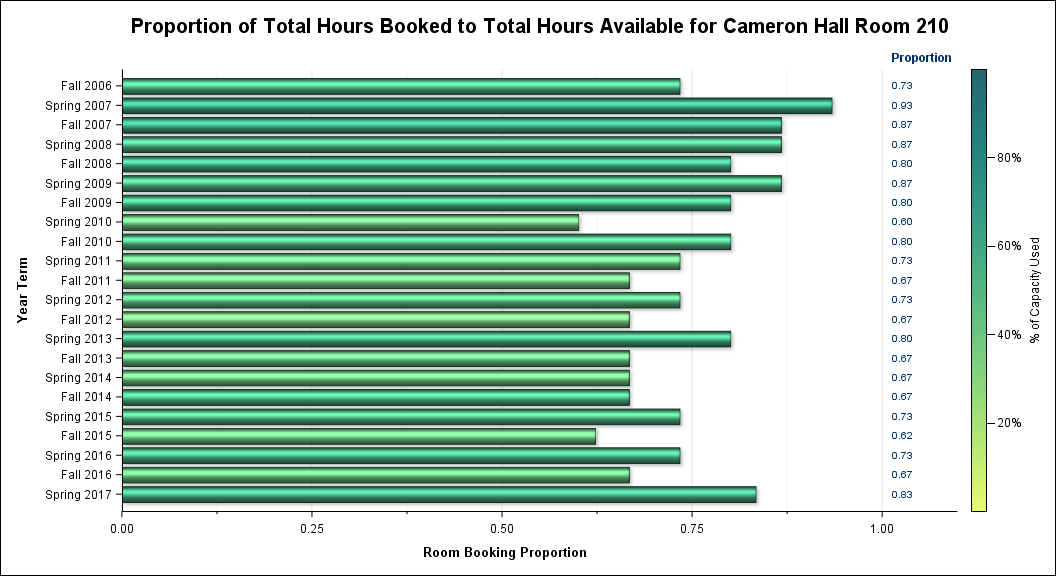 Proportion of Total Hours Booked to Total Hours Available for Cameron Hall Room 210
Proportion
Fall 2006 0.73
Spring 2007 0.93
Fall 2007 0.87
Spring 2008 0.87
Fall 2008 0.80
Spring 2009 0.87
Fall 2009 0.80
Spring 2010 0.60
Fall 2010 0.80
Spring 2011 0.73
Fall 2011 0.67
Spring 2012 0.73
Fall 2012 0.67
Spring 2013 0.80
Fall 2013 0.67
Spring 2014 0.67
Fall 2014 0.67
Spring 2015 0.73
Fall 2015 0.62
Spring 2016 0.73
Fall 2016 0.67
Spring 2017 0.83
Year Term
0.00 0.25 0.50 0.75 1.00
Room Booking Proportion
80%
60%
40%
20%
% of Capacity Used